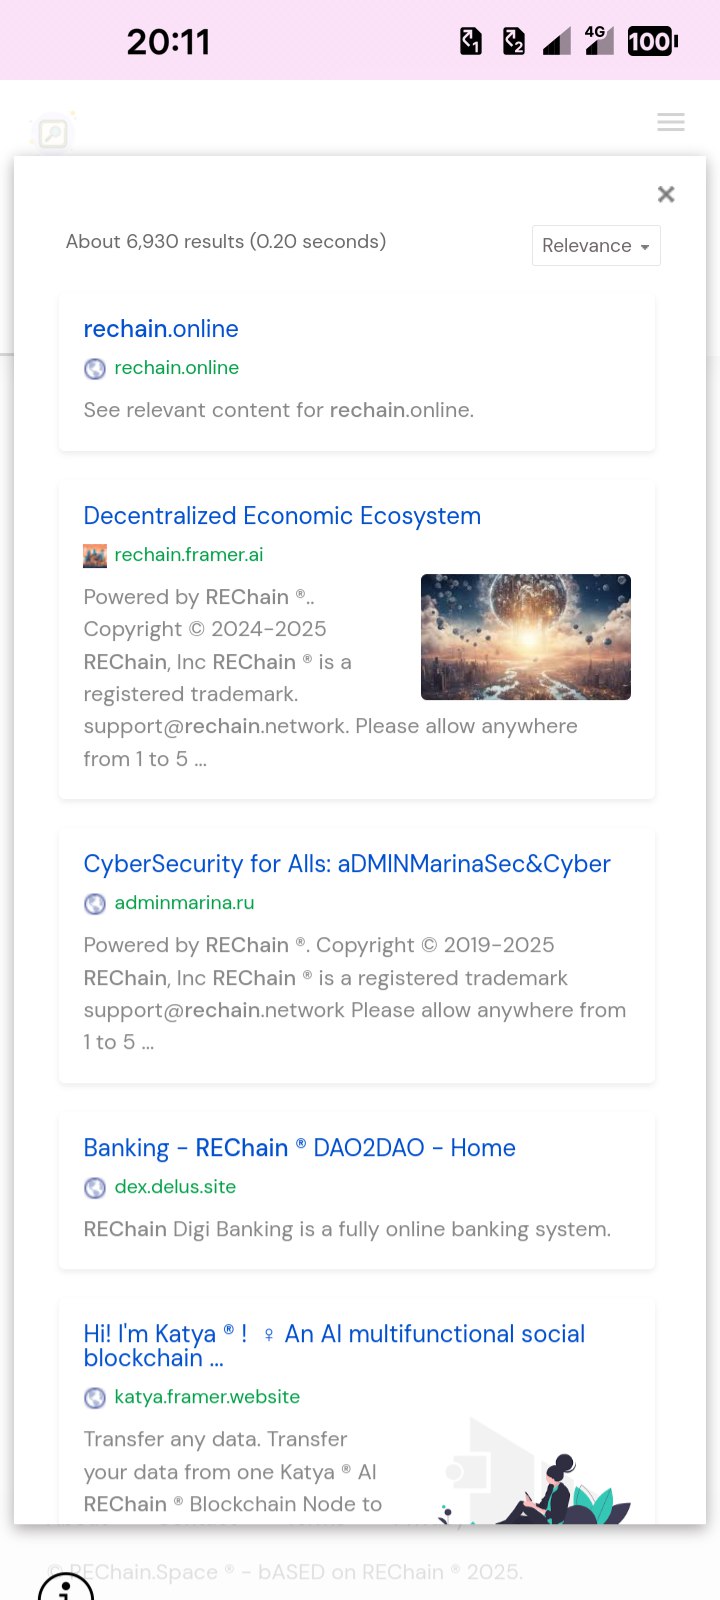 20:11
1
2
4G
100
×
About 6,930 results (0.20 seconds)
Relevance
rechain.online
rechain.online
See relevant content for rechain.online.
Decentralized Economic Ecosystem
rechain.framer.ai
Powered by REChain ®..
Copyright © 2024-2025
REChain, Inc REChain ® is a
registered trademark.
support@rechain.network. Please allow anywhere
from 1 to 5 ...
CyberSecurity for Alls: aDMINMarinaSec&Cyber
adminmarina.ru
Powered by REChain ®. Copyright © 2019-2025
REChain, Inc REChain ® is a registered trademark
support@rechain.network Please allow anywhere from
1 to 5 ...
Banking - REChain ® DAO2DAO - Home
dex.delus.site
REChain Digi Banking is a fully online banking system.
Hi! I'm Katya ® ! ♀ An AI multifunctional social
blockchain ...
katya.framer.website
Transfer any data. Transfer
your data from one Katya ® AI
REChain ® Blockchain Node to
© REChain.Space ® - bASED on REChain ® 2025.